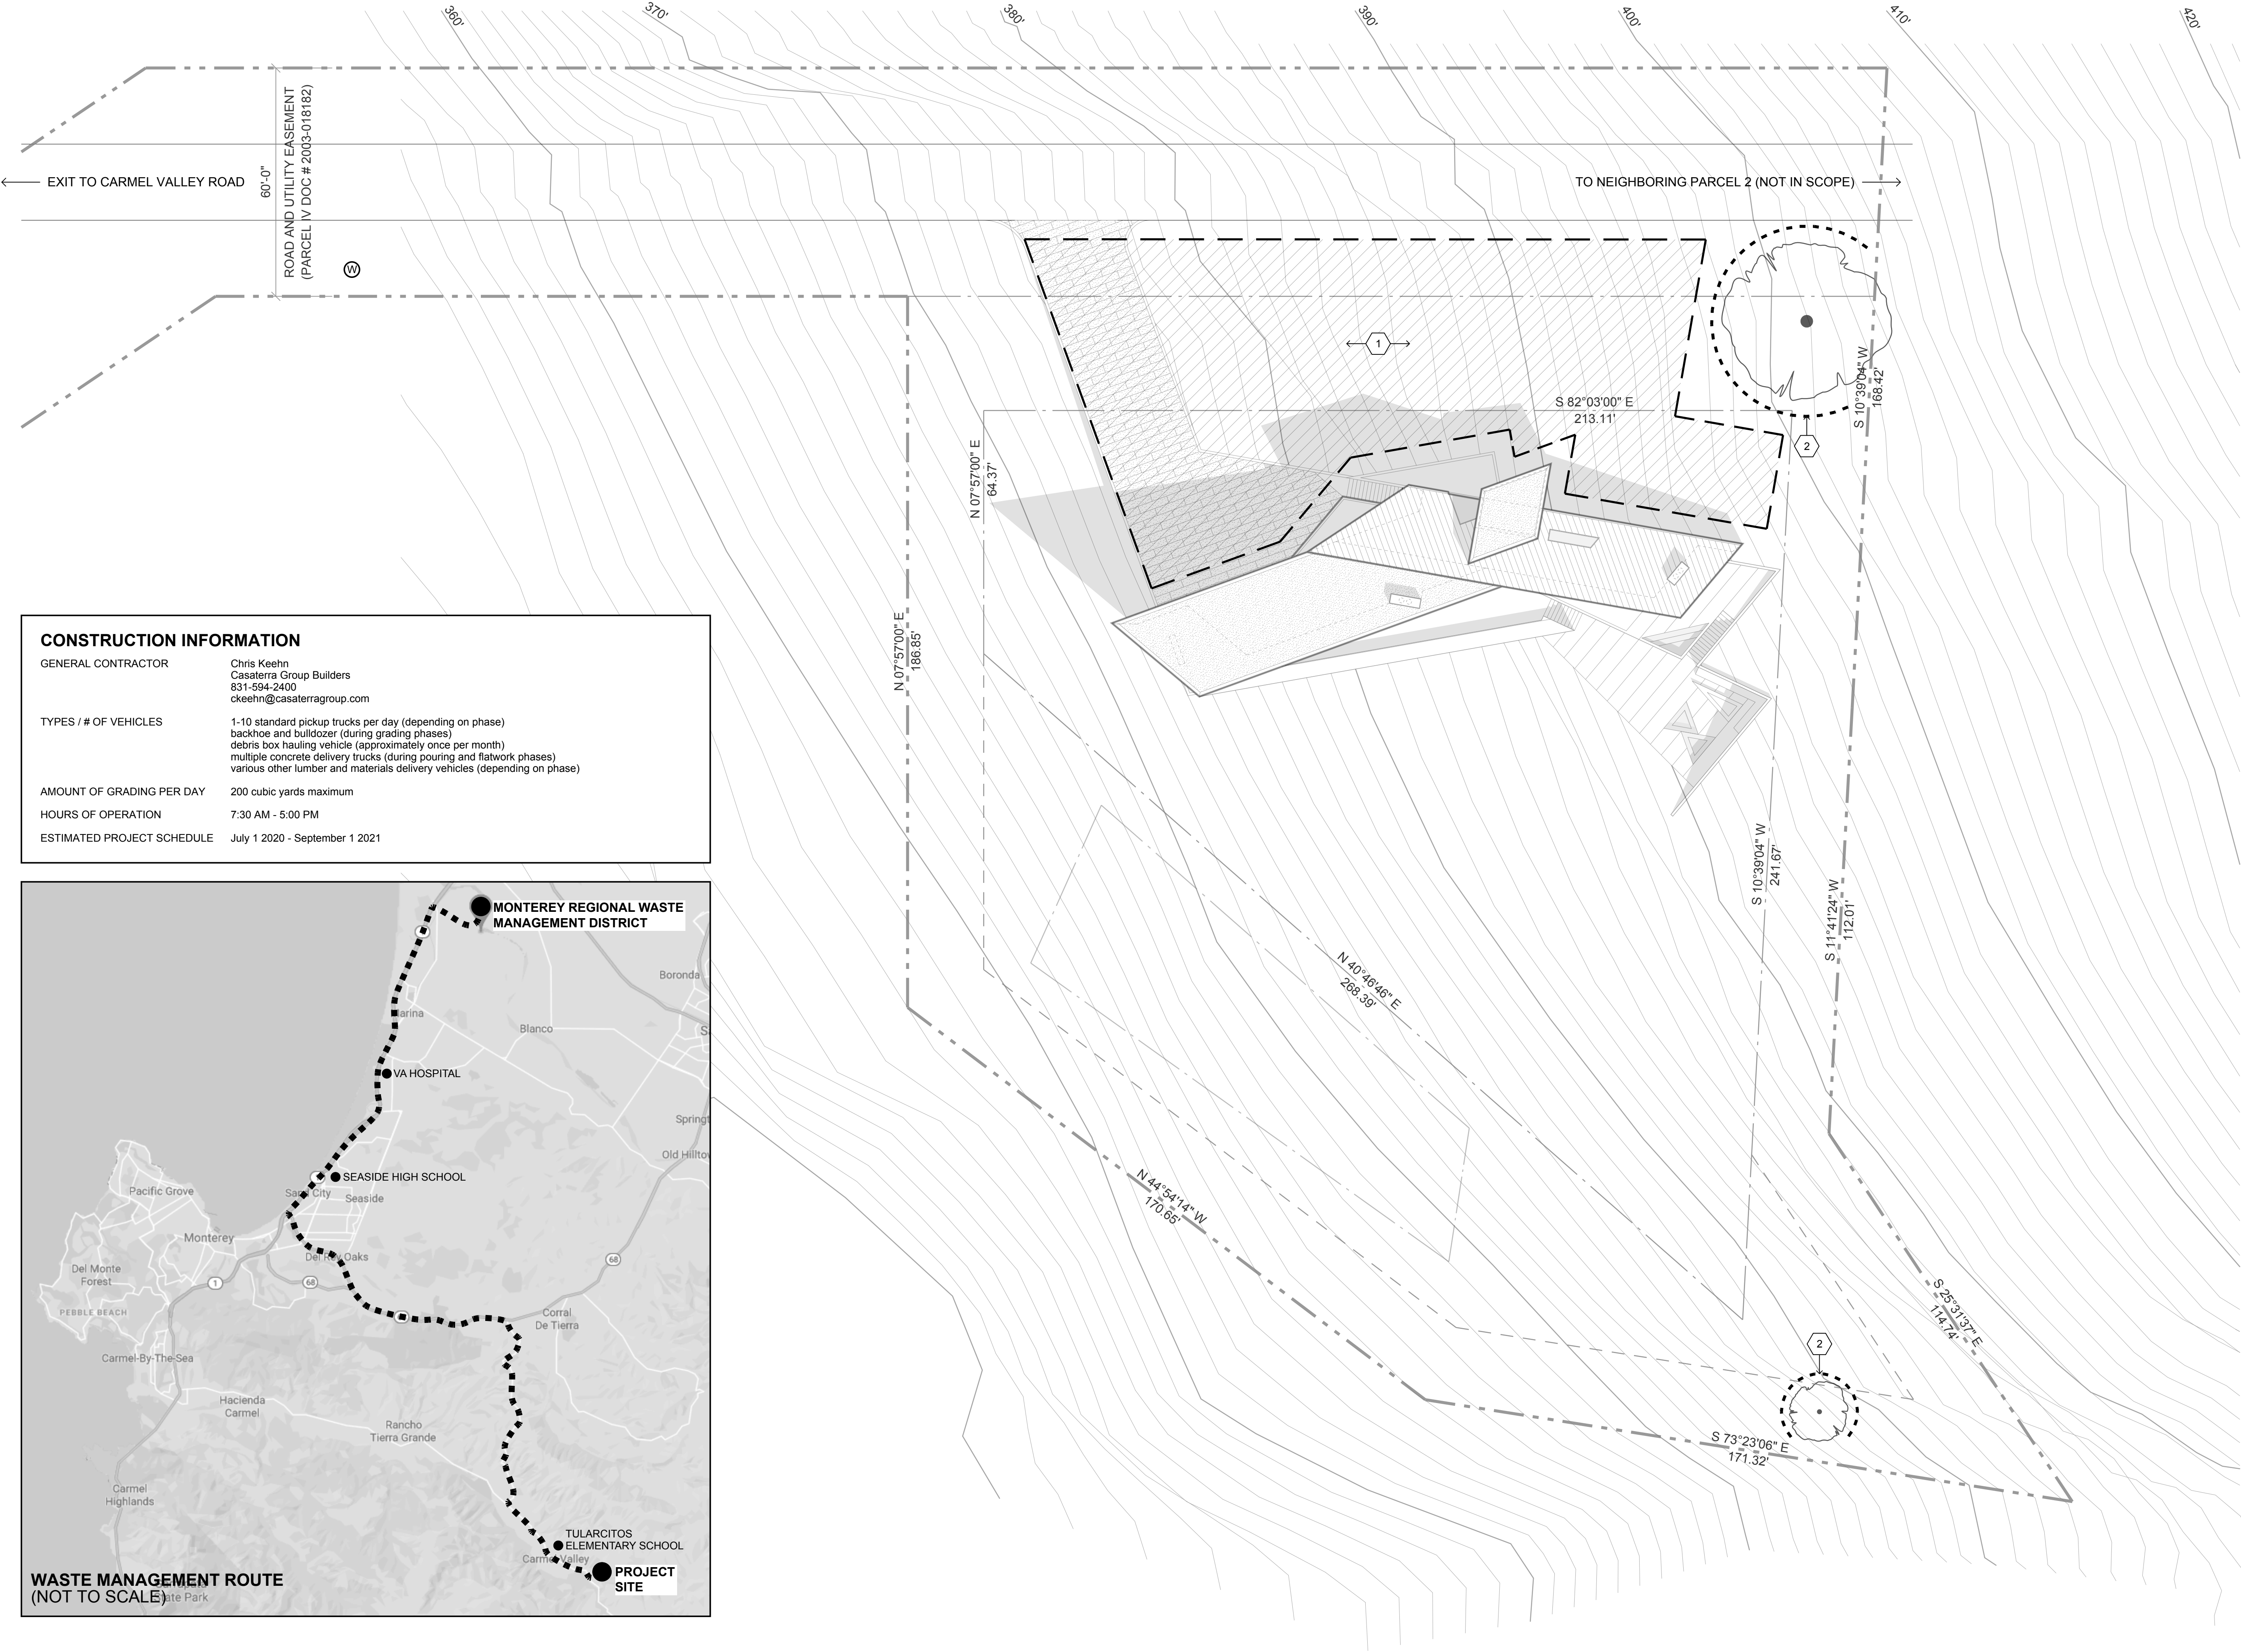 360'
370'
380'
390'
400'
410'
420'
EXIT TO CARMEL VALLEY ROAD
60'-0"
ROAD AND UTILITY EASEMENT
(PARCEL IV DOC # 2003-018182)
W
TO NEIGHBORING PARCEL 2 (NOT IN SCOPE)
1
S 82°03'00" E
213.11'
S 10°39'04" W
168.42'
2
N 07°57'00" E
64.37'
N 07°57'00" E
186.85'
CONSTRUCTION INFORMATION
GENERAL CONTRACTOR Chris Keehn
Casaterra Group Builders
831-594-2400
ckeehn@casaterragroup.com
TYPES / # OF VEHICLES 1-10 standard pickup trucks per day (depending on phase)
backhoe and bulldozer (during grading phases)
debris box hauling vehicle (approximately once per month)
multiple concrete delivery trucks (during pouring and flatwork phases)
various other lumber and materials delivery vehicles (depending on phase)
AMOUNT OF GRADING PER DAY 200 cubic yards maximum
HOURS OF OPERATION 7:30 AM - 5:00 PM
ESTIMATED PROJECT SCHEDULE July 1 2020 - September 1 2021
S 10°39'04" W
241.67'
S 11°41'24" W
112.01'
N 40°46'46" E
268.39'
N 44°54'14" W
170.65'
S 25°31'37" E
114.74'
2
S 73°23'06" E
171.32'
MONTEREY REGIONAL WASTE
MANAGEMENT DISTRICT
Boronda
Blanco
VA HOSPITAL
Old Hilltow
SEASIDE HIGH SCHOOL
Pacific Grove
Sand City
Seaside
Monterey
Del Rey Oaks
68
Del Monte
Forest
1
68
PEBBLE BEACH
Corral
De Tierra
Carmel-By-The-Sea
Hacienda
Carmel
Rancho
Tierra Grande
Carmel
Highlands
TULARCITOS
ELEMENTARY SCHOOL
Carmel Valley
PROJECT
SITE
WASTE MANAGEMENT ROUTE
(NOT TO SCALE)
State Park